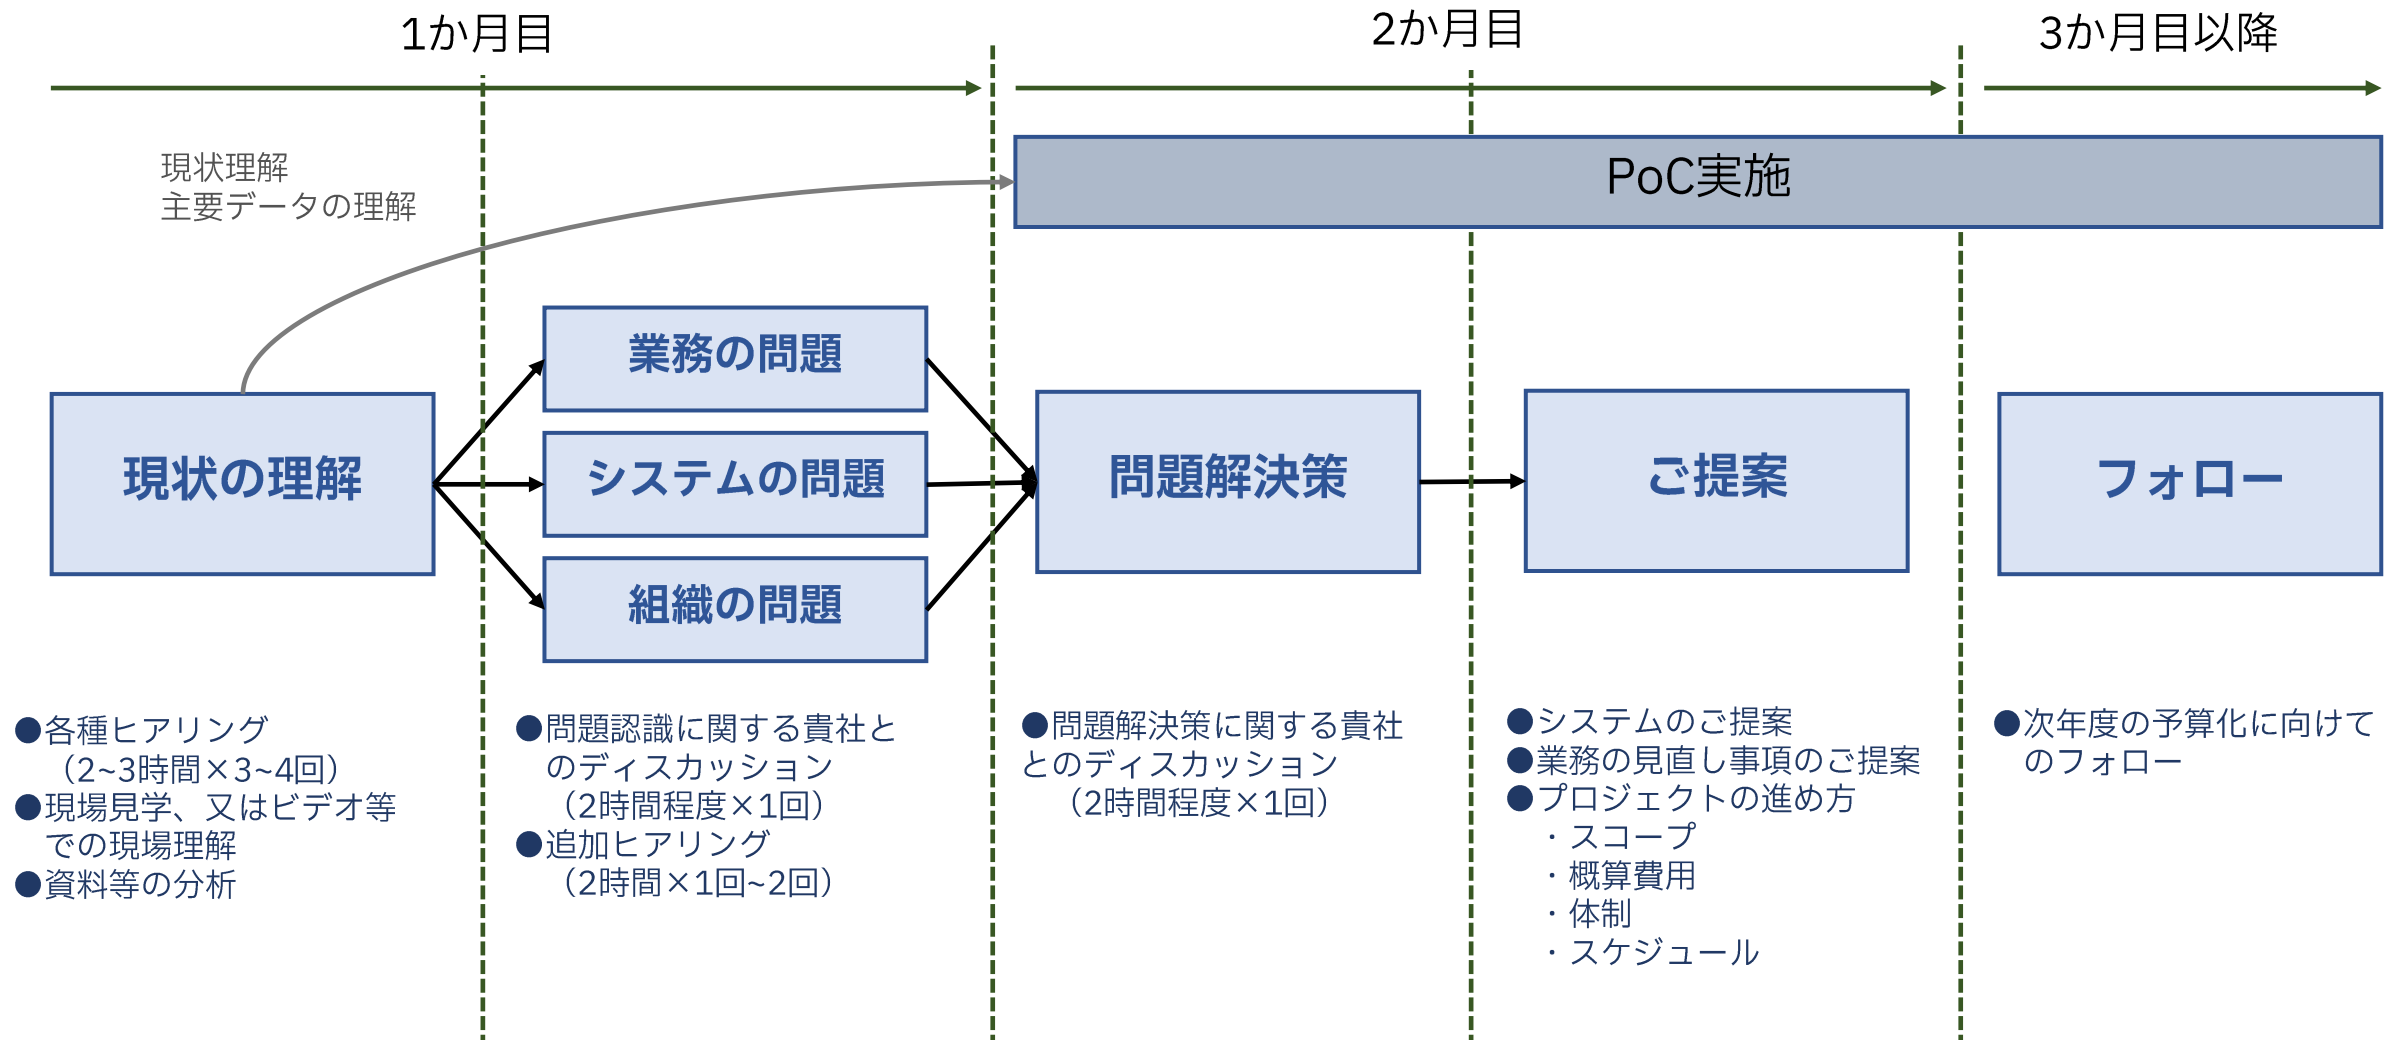 1か月目
2か月目
3か月目以降
現状理解
主要データの理解
PoC実施
現状の理解
業務の問題
システムの問題
組織の問題
問題解決策
ご提案
フォロー
●各種ヒアリング
（2~3時間×3~4回）
●現場見学、又はビデオ等
での現場理解
●資料等の分析
●問題認識に関する貴社と
のディスカッション
（2時間程度×1回）
●追加ヒアリング
（2時間×1回~2回）
●問題解決策に関する貴社
とのディスカッション
（2時間程度×1回）
●システムのご提案
●業務の見直し事項のご提案
●プロジェクトの進め方
・スコープ
・概算費用
・体制
・スケジュール
●次年度の予算化に向けて
のフォロー